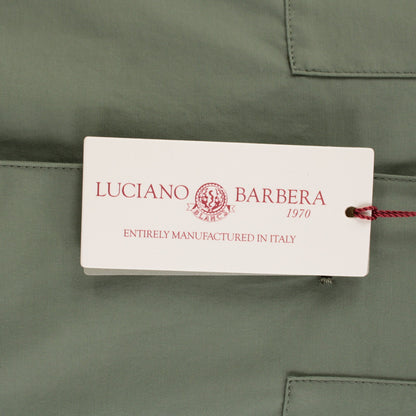 LUCIANO BARBERA
1970
ENTIRELY MANUFACTURED IN ITALY